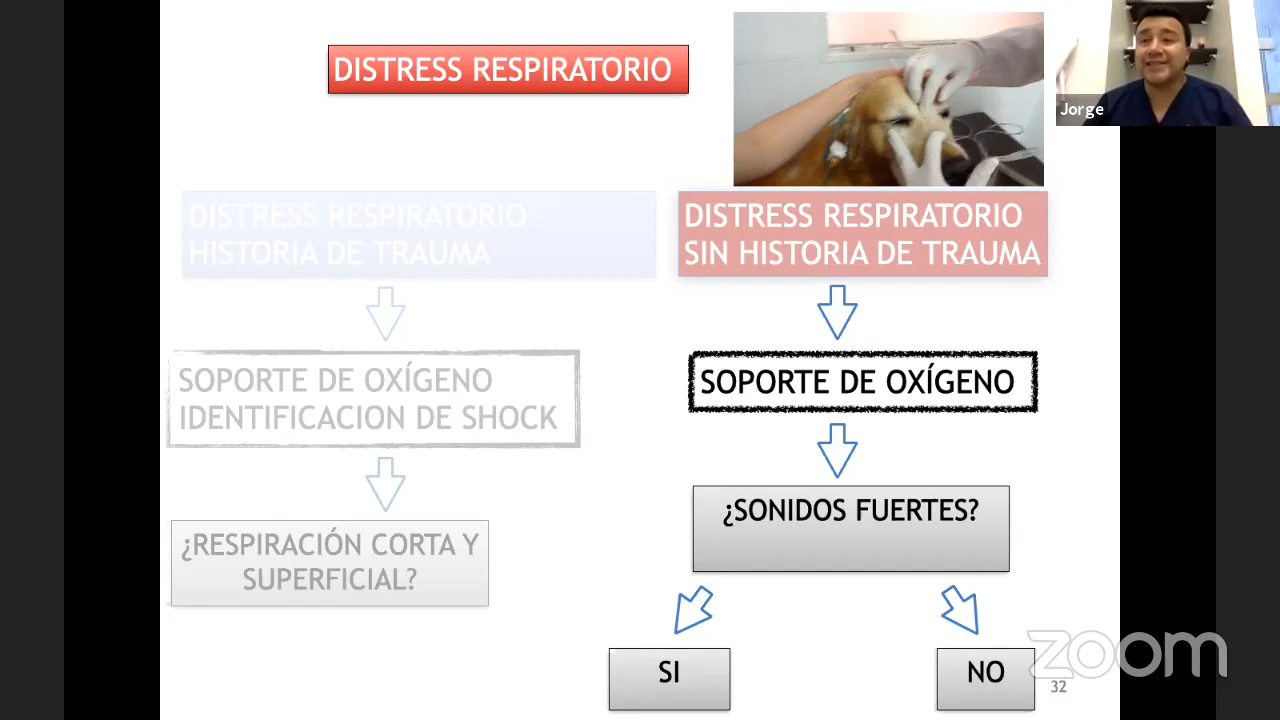 DISTRESS RESPIRATORIO
Jorge
DISTRESS RESPIRATORIO
HISTORIA DE TRAUMA
DISTRESS RESPIRATORIO
SIN HISTORIA DE TRAUMA
SOPORTE DE OXÍGENO
IDENTIFICACION DE SHOCK
SOPORTE DE OXÍGENO
¿RESPIRACIÓN CORTA Y
SUPERFICIAL?
¿SONIDOS FUERTES?
SI
NO
zoom
32